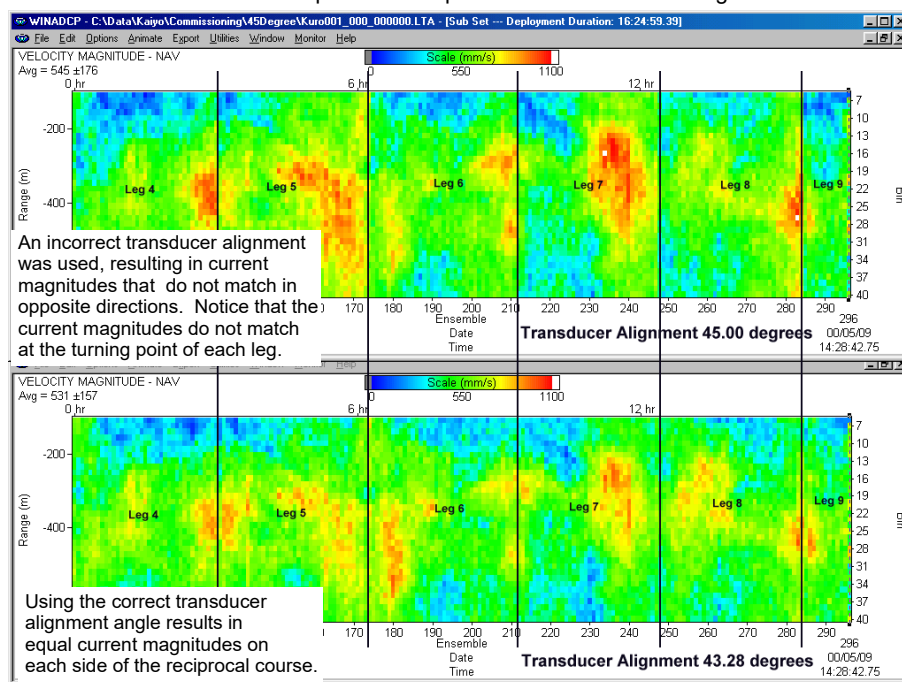 WINADCP - C:\Data\Kaiyo\Commissioning\45Degree\Kuro001_000_000000.LTA - [Sub Set --- Deployment Duration: 16:24:59.39]
File Edit Options Animate Export Utilities Window Monitor Help
VELOCITY MAGNITUDE - NAV
Avg = 545 ±176
Scale (mm/s)
0 550 1100
0 hr 6 hr 12 hr
Range (m)
-200
-400
Leg 4 Leg 5 Leg 6 Leg 7 Leg 8 Leg 9
7
10
13
16
19
22
25
28
31
34
37
40
Bin
An incorrect transducer alignment
was used, resulting in current
magnitudes that do not match in
opposite directions. Notice that the
current magnitudes do not match
at the turning point of each leg.
170 180 190 200 210 220 230 240 250 260 270 280 290
Ensemble 296
Date 00/05/09
Time 14:28:42.75
Transducer Alignment 45.00 degrees
VELOCITY MAGNITUDE - NAV
Avg = 531 ±157
Scale (mm/s)
0 550 1100
0 hr 6 hr 12 hr
Range (m)
-200
-400
Leg 4 Leg 5 Leg 6 Leg 7 Leg 8 Leg 9
7
10
13
16
19
22
25
28
31
34
37
40
Bin
Using the correct transducer
alignment angle results in
equal current magnitudes on
each side of the reciprocal course.
170 180 190 200 210 220 230 240 250 260 270 280 290
Ensemble 296
Date 00/05/09
Time 14:28:42.75
Transducer Alignment 43.28 degrees